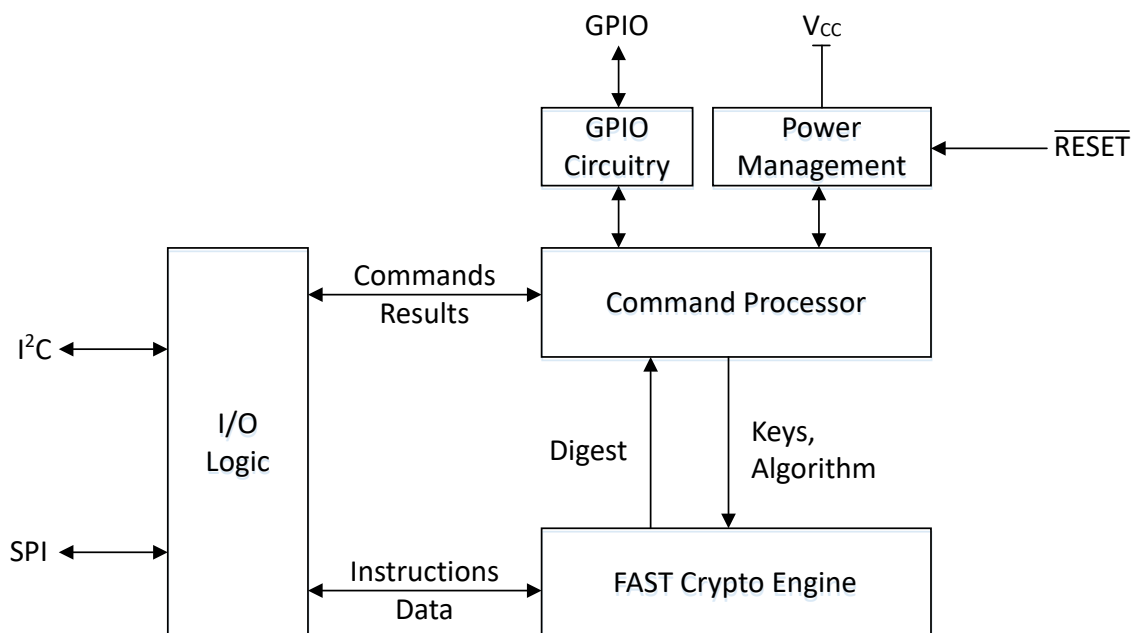 GPIO
VCC
GPIO
Circuitry
Power
Management
RESET
Commands
Results
Command Processor
I²C
I/O
Logic
Digest
Keys,
Algorithm
SPI
Instructions
Data
FAST Crypto Engine